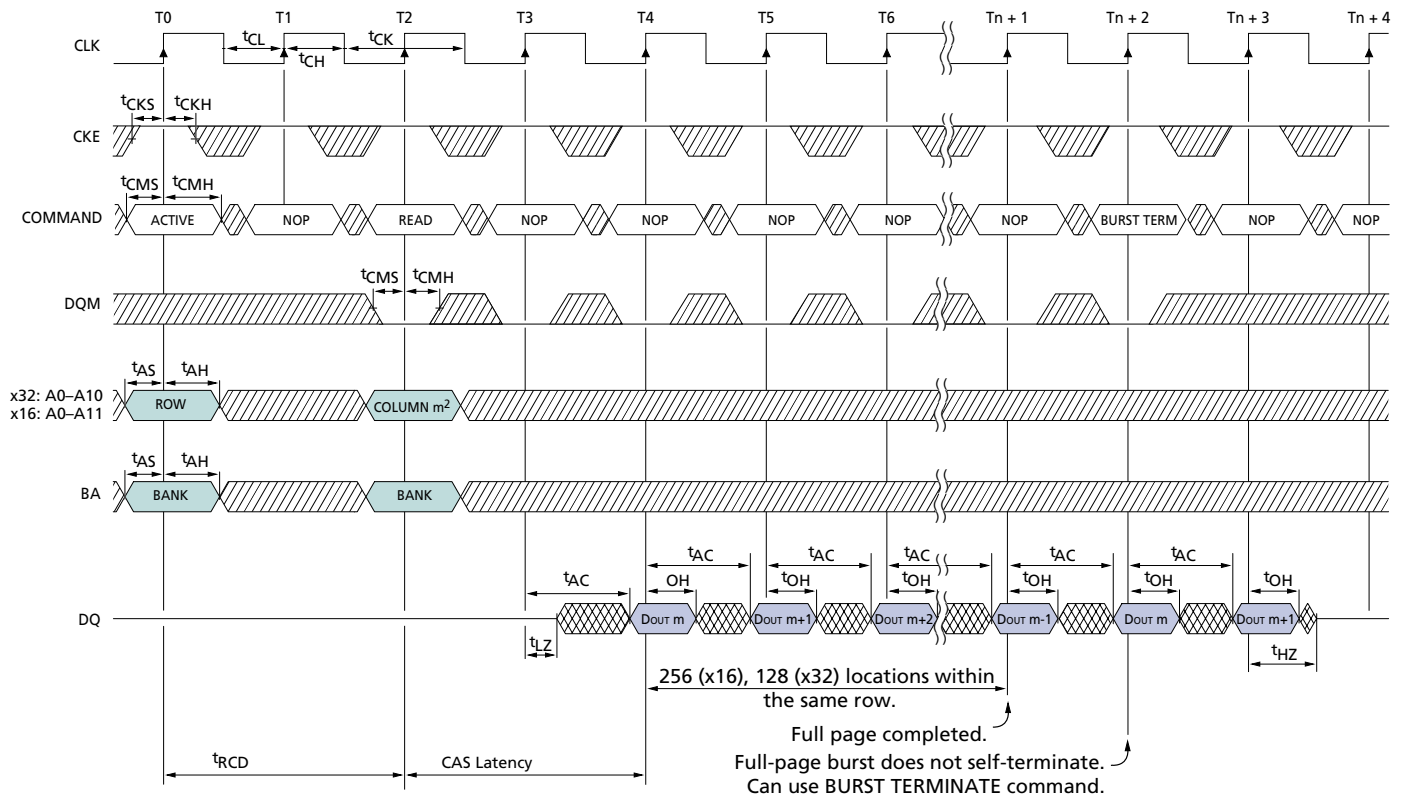 T0 T1 T2 T3 T4 T5 T6 Tn + 1 Tn + 2 Tn + 3 Tn + 4
CLK tCL tCH tCK
tCKS tCKH
CKE
tCMS tCMH
COMMAND ACTIVE NOP READ NOP NOP NOP NOP NOP BURST TERM NOP NOP
tCMS tCMH
DQM
tAS tAH
x32: A0–A10
x16: A0–A11
ROW COLUMN m2
tAS tAH
BA BANK BANK
tAC tAC tAC tAC tAC tAC
OH tOH tOH tOH tOH tOH
DQ DOUT m DOUT m+1 DOUT m+2 DOUT m-1 DOUT m DOUT m+1
tLZ tHZ
256 (x16), 128 (x32) locations within
the same row.
Full page completed.
tRCD CAS Latency
Full-page burst does not self-terminate.
Can use BURST TERMINATE command.